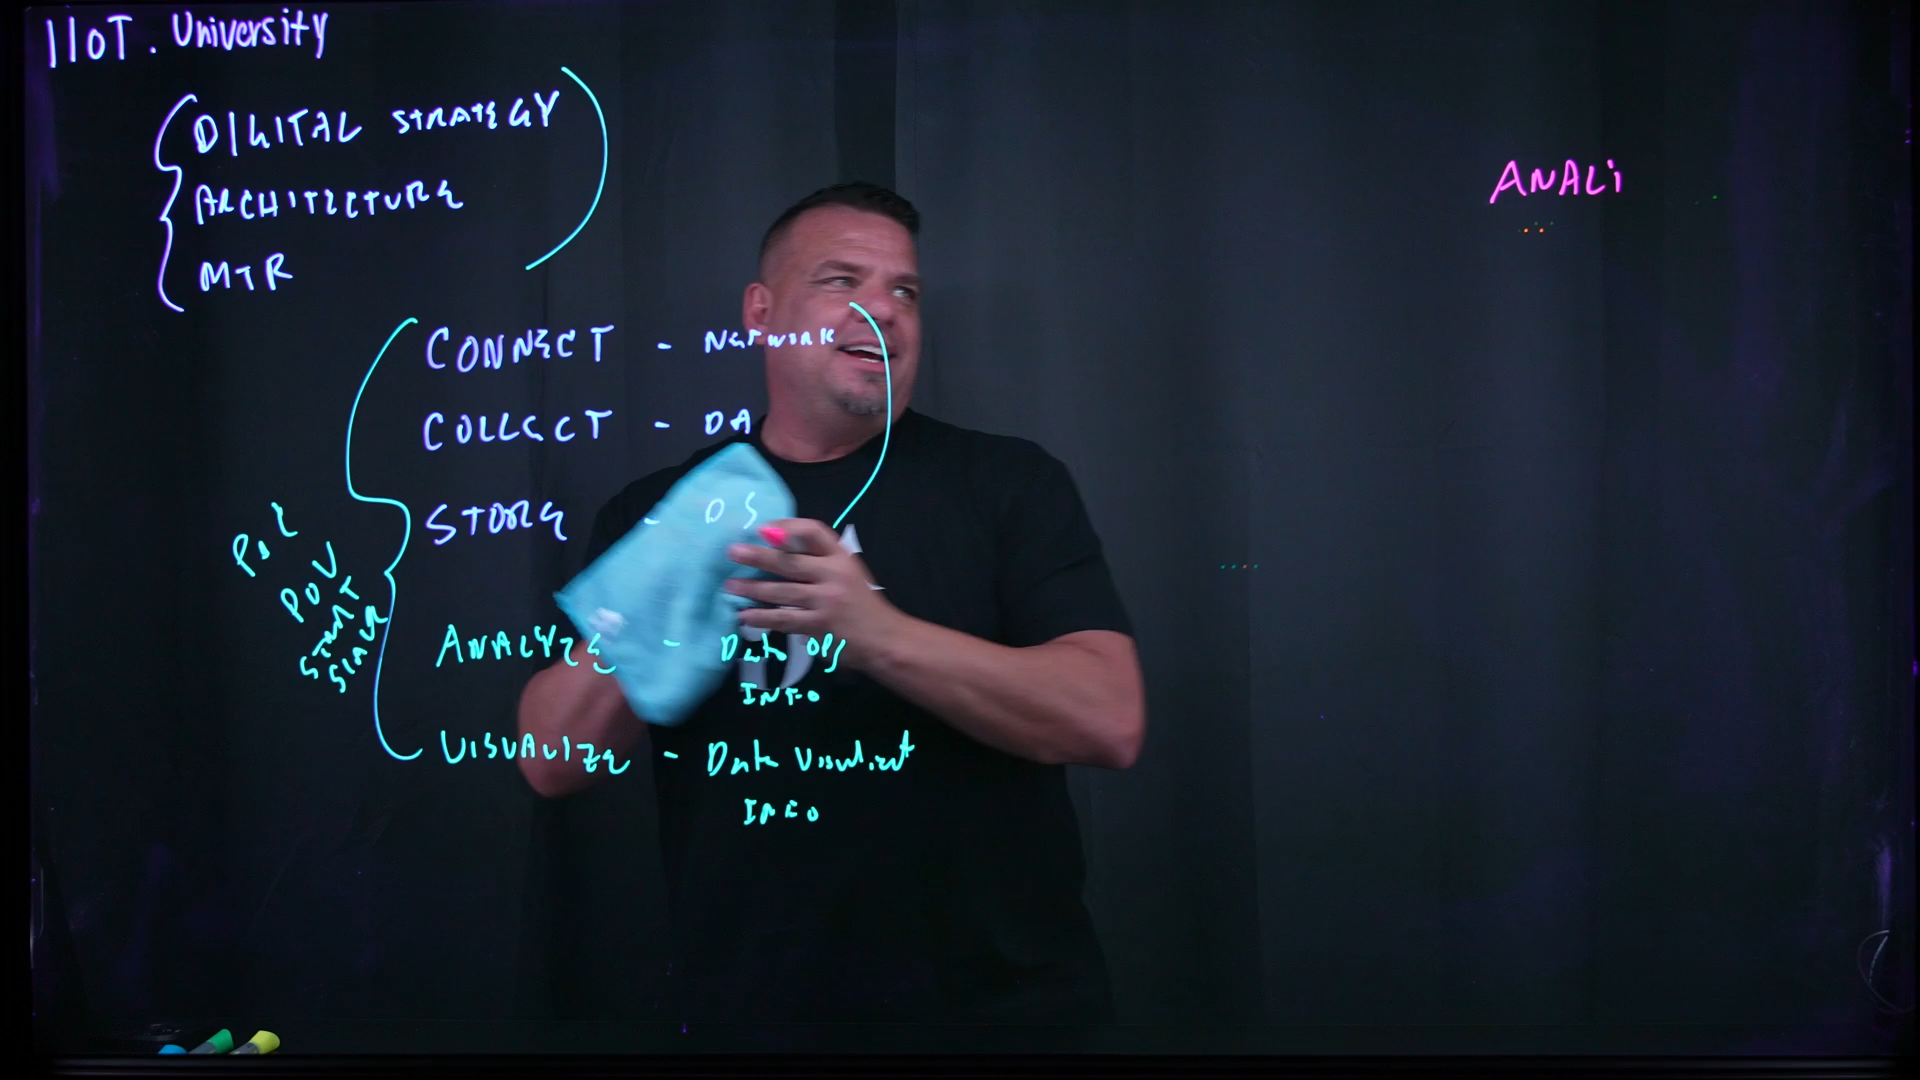 IIOT. University
DIGITAL STRATEGY
ARCHITECTURE
MTR
CONNECT - Network
COLLECT - DA
STORE - DS
POC
POV
START
SMALL
ANALYZE - Data OPS
INFO
VISUALIZE - Data Visualizat
INFO
ANALi